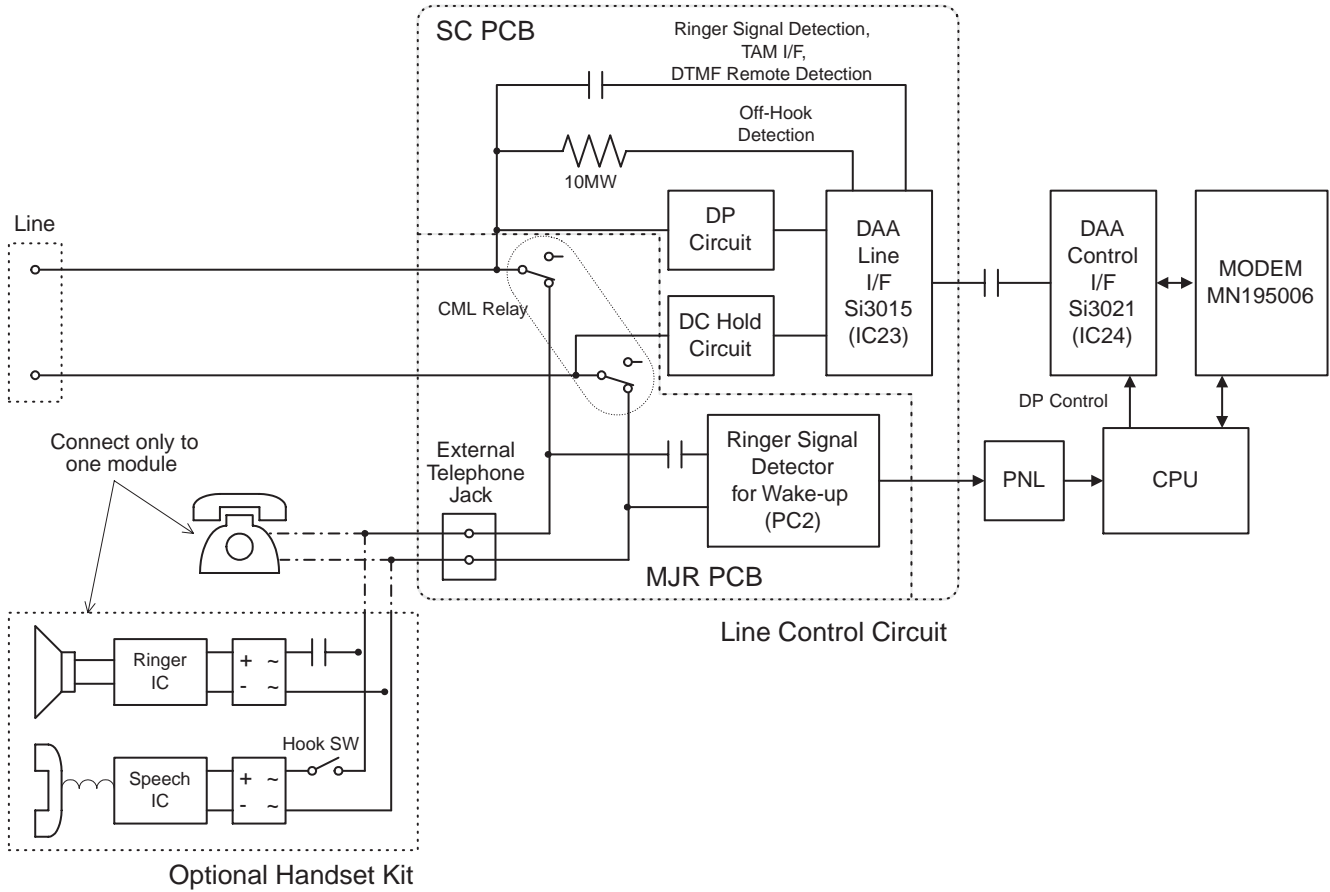 SC PCB
Ringer Signal Detection,
TAM I/F,
DTMF Remote Detection
Off-Hook
Detection
10MW
Line
DP
Circuit
DAA
Line
I/F
Si3015
(IC23)
DAA
Control
I/F
Si3021
(IC24)
MODEM
MN195006
CML Relay
DC Hold
Circuit
DP Control
Connect only to
one module
External
Telephone
Jack
Ringer Signal
Detector
for Wake-up
(PC2)
PNL
CPU
MJR PCB
Line Control Circuit
Ringer
IC
+ ~
- ~
Hook SW
Speech
IC
+ ~
- ~
Optional Handset Kit